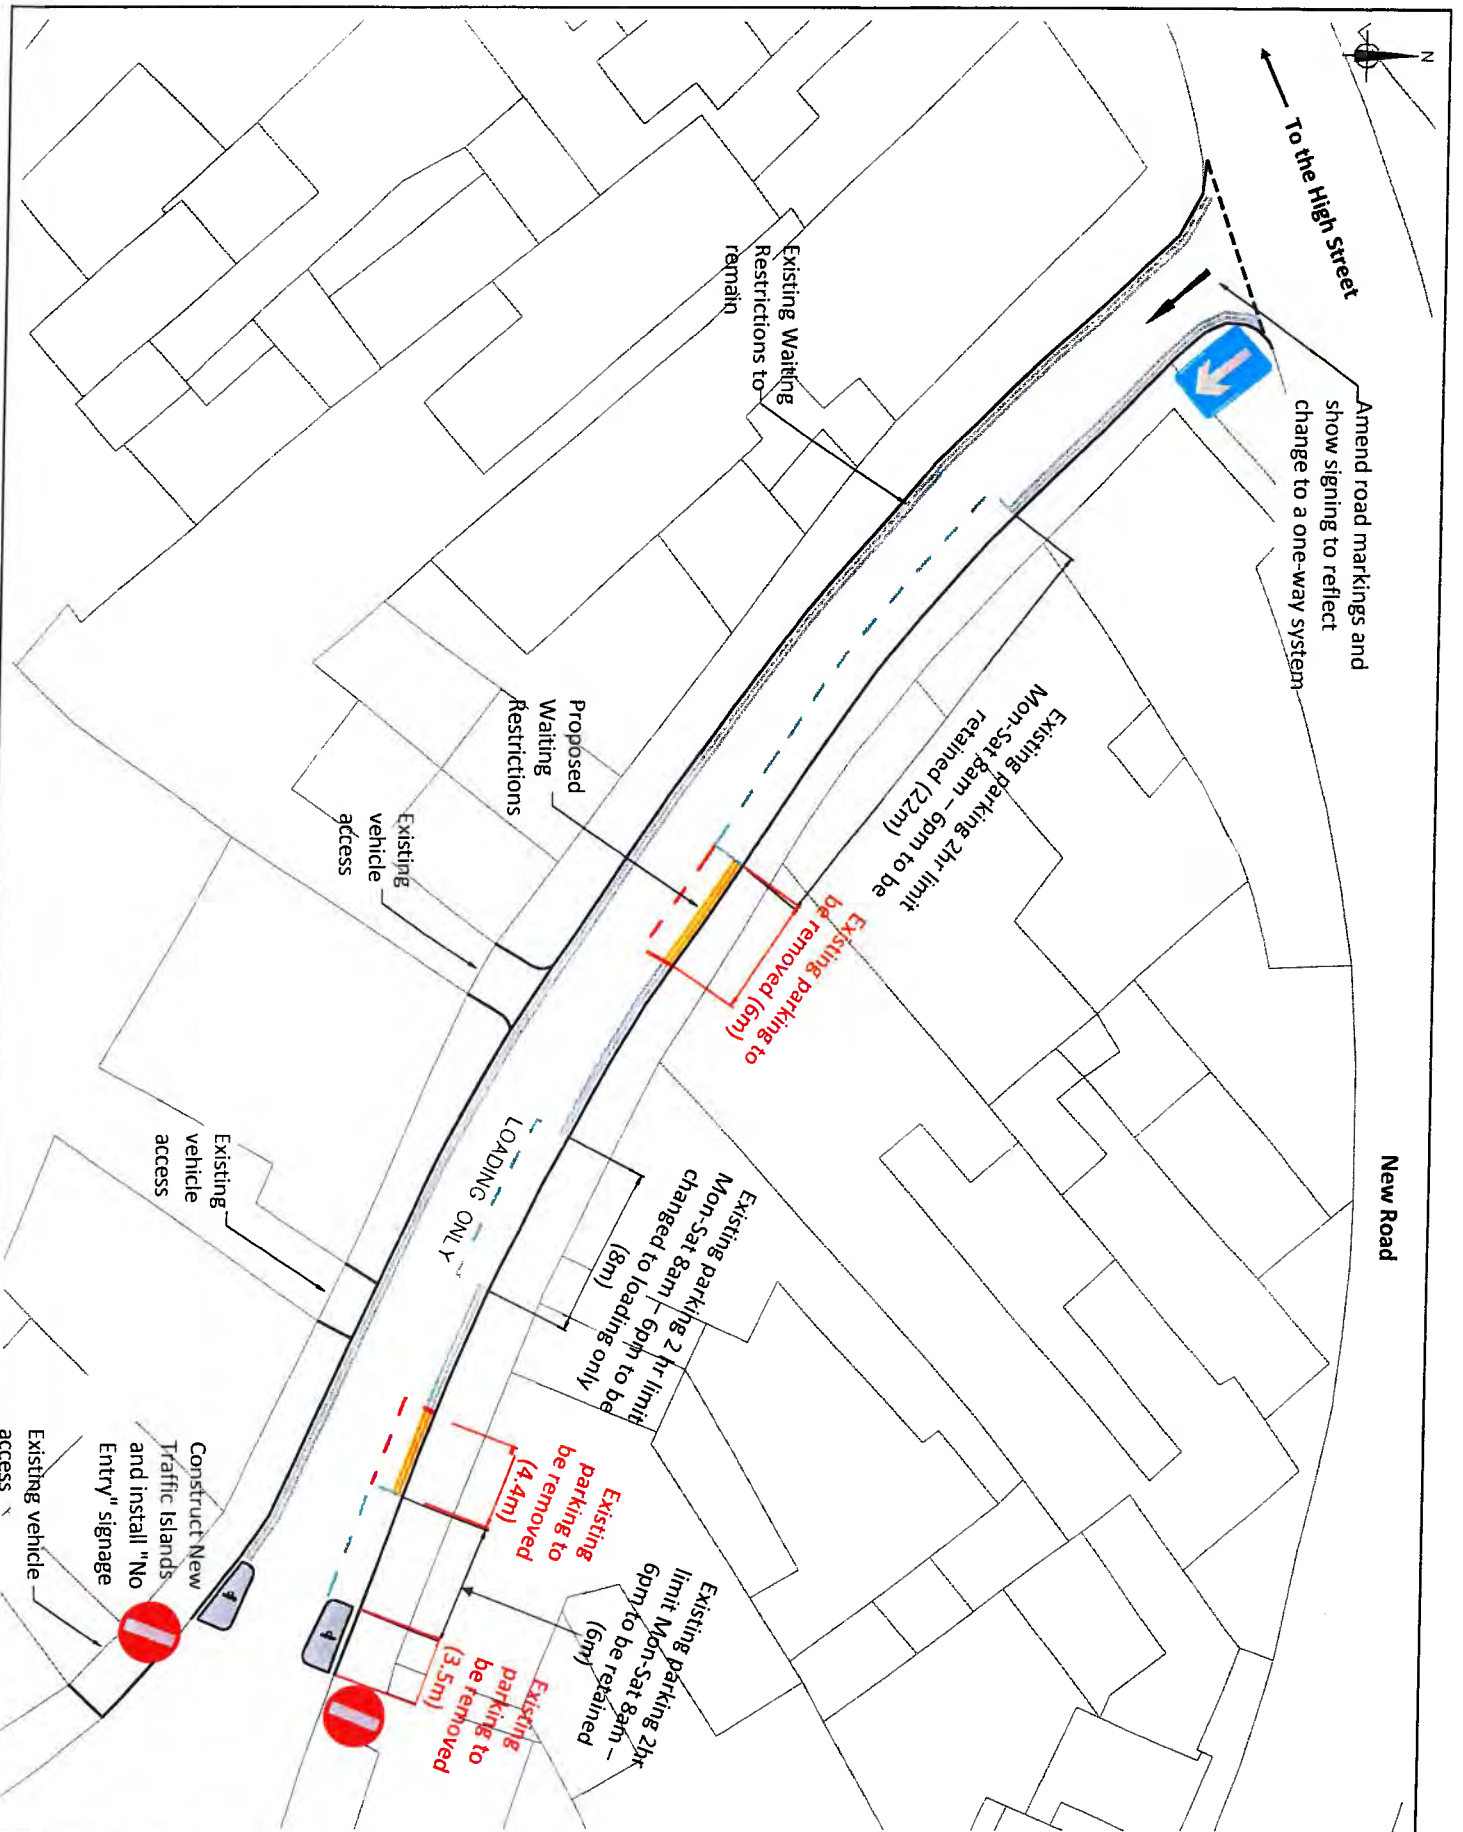 N
To the High Street
Amend road markings and
show signing to reflect
change to a one-way system
New Road
Existing Waiting
Restrictions to
remain
Existing parking 2hr limit
Mon-Sat 8am – 6pm to be
retained (22m)
Proposed
Waiting
Restrictions
Existing parking to
be removed (6m)
Existing
vehicle
access
LOADING ONLY
Existing parking 2 hr limit
Mon-Sat 8am – 6pm to be
changed to loading only
(8m)
Existing
vehicle
access
Existing
parking to
be removed
(4.4m)
Existing parking 2hr
limit Mon-Sat 8am –
6pm to be retained
(6m)
Existing
parking to
be removed
(3.5m)
Construct New
Traffic Islands
and install "No
Entry" signage
Existing vehicle
access